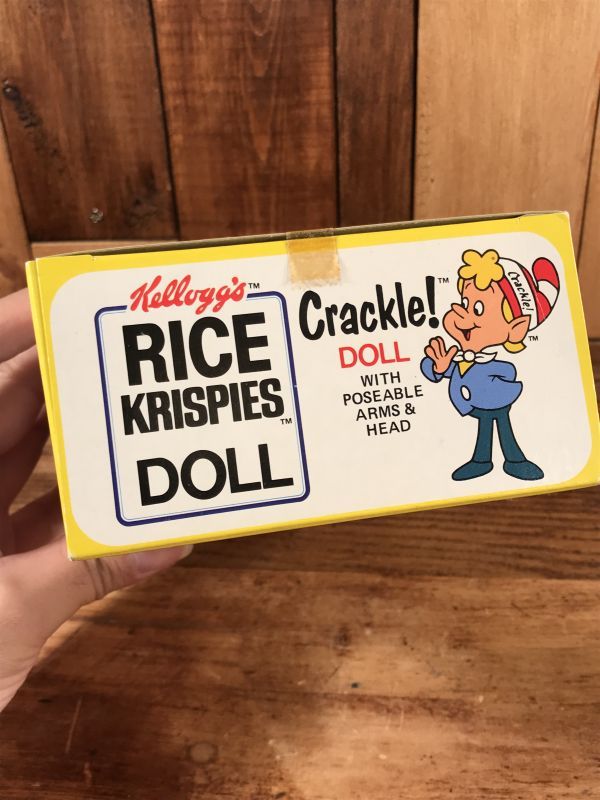 Kellogg's™
RICE
KRISPIES™
DOLL
Crackle!™
DOLL
WITH
POSEABLE
ARMS &
HEAD
Crackle!
TM